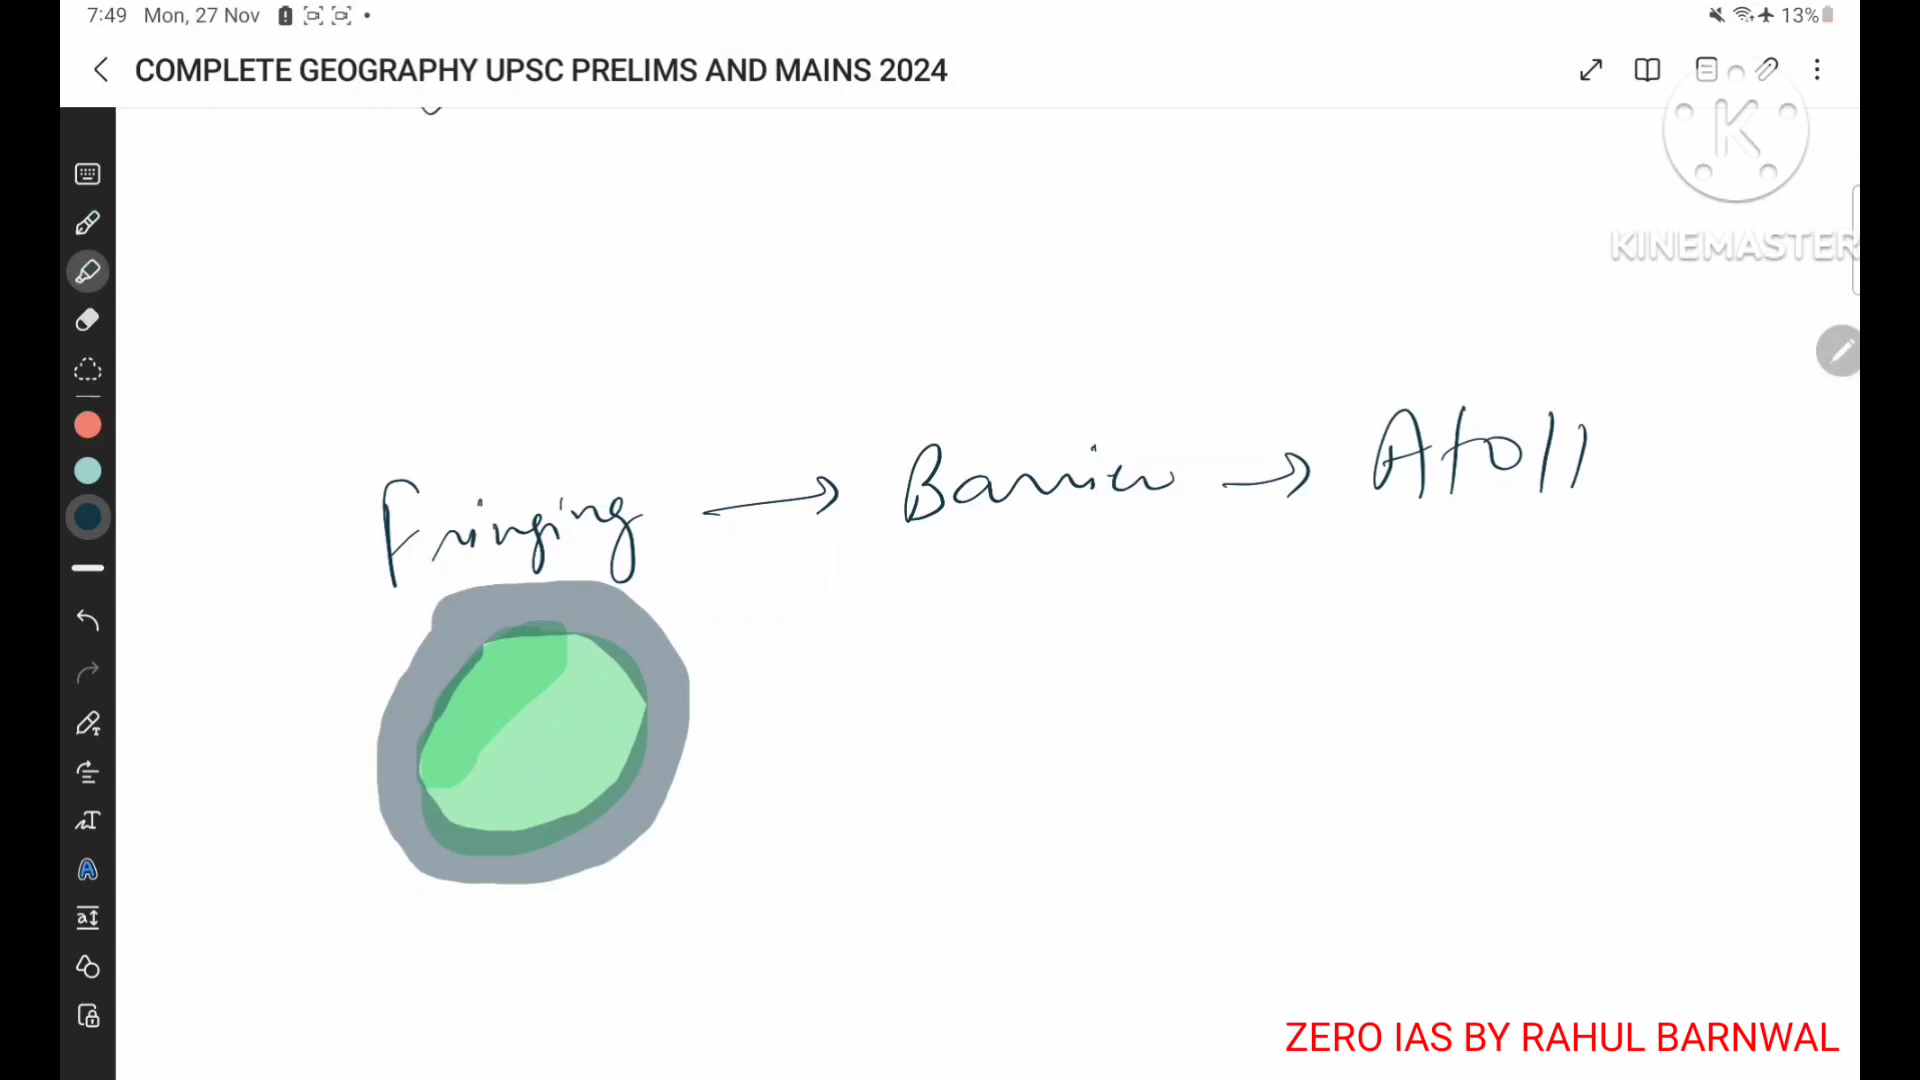 7:49 Mon, 27 Nov 13%
COMPLETE GEOGRAPHY UPSC PRELIMS AND MAINS 2024
K
KINEMASTER
Fringing → Barrier → Atoll
ZERO IAS BY RAHUL BARNWAL